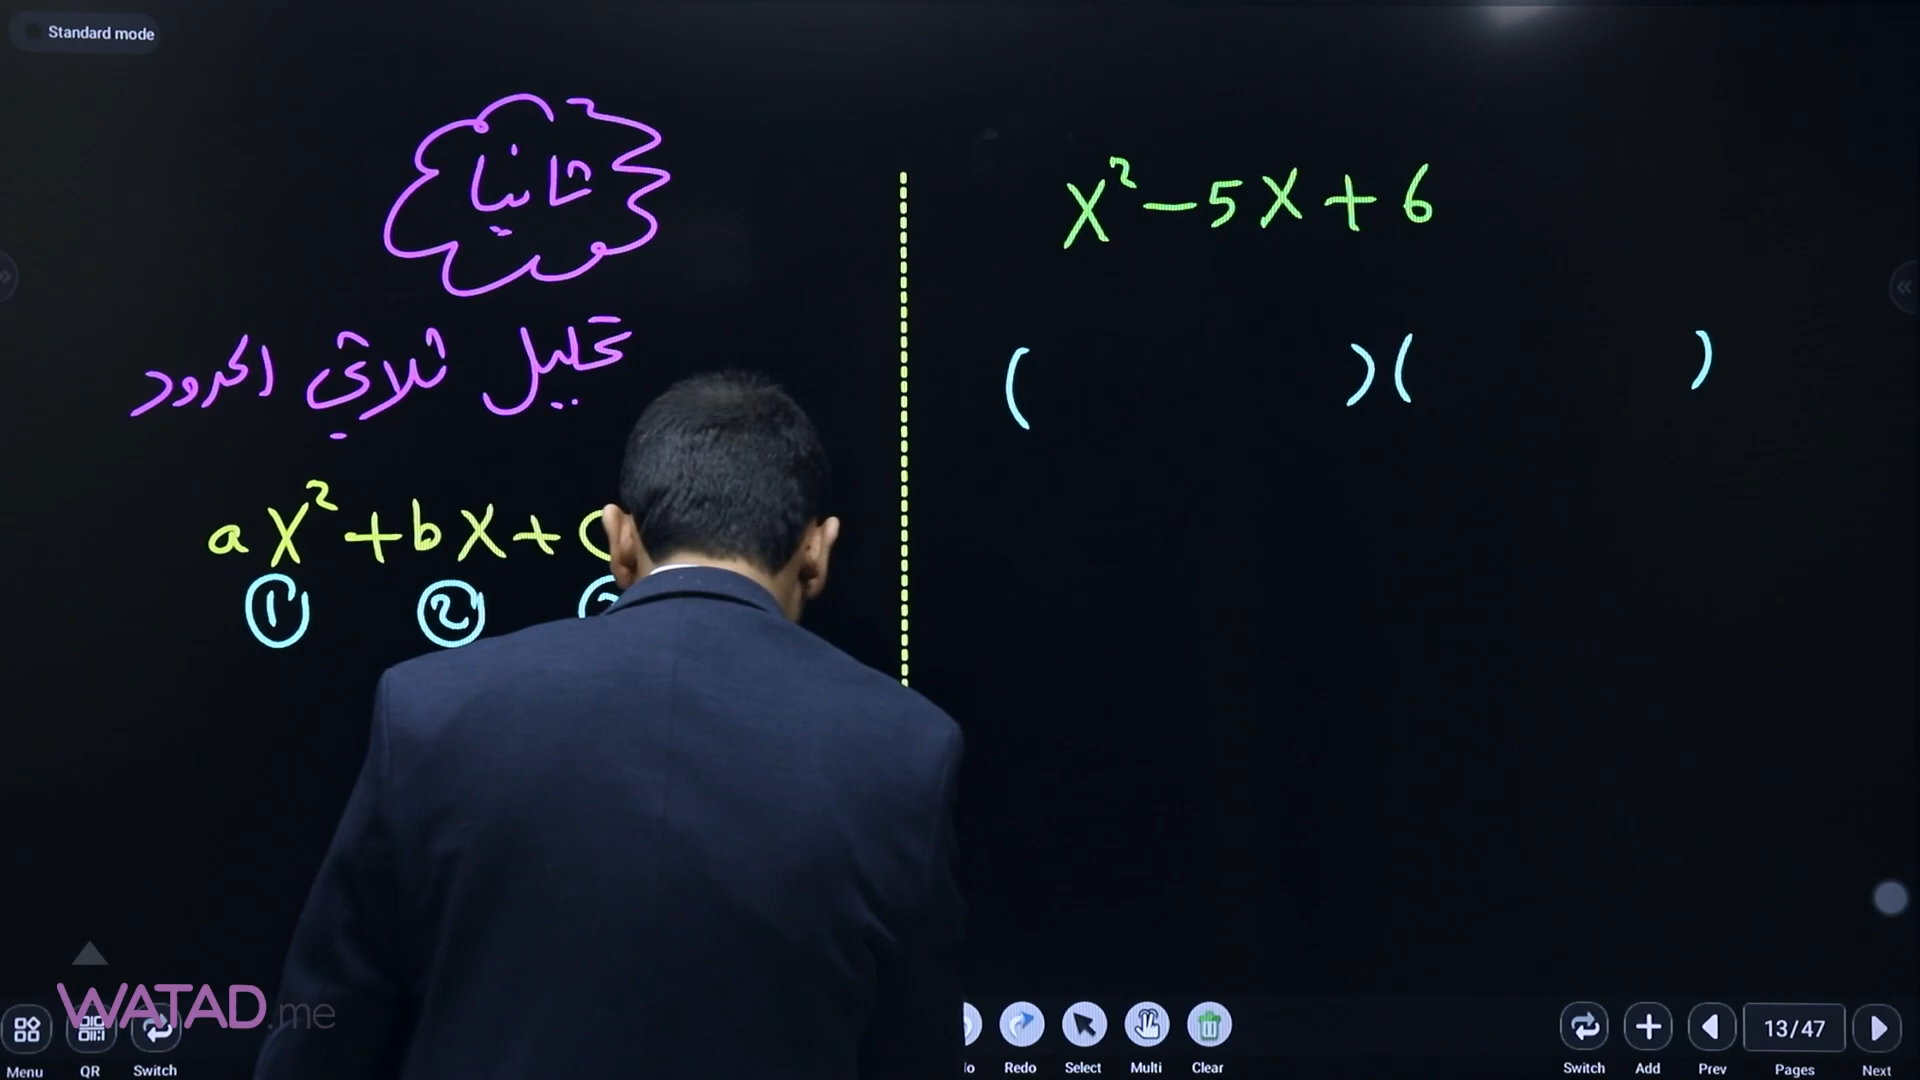 Standard mode
ثانيا
تحليل ثلاثي الحدود
ax² + bx +
① ②
x² - 5x + 6
(      )(      )
WATAD.me
Menu QR Switch Redo Select Multi Clear Switch Add Prev 13/47 Pages Next